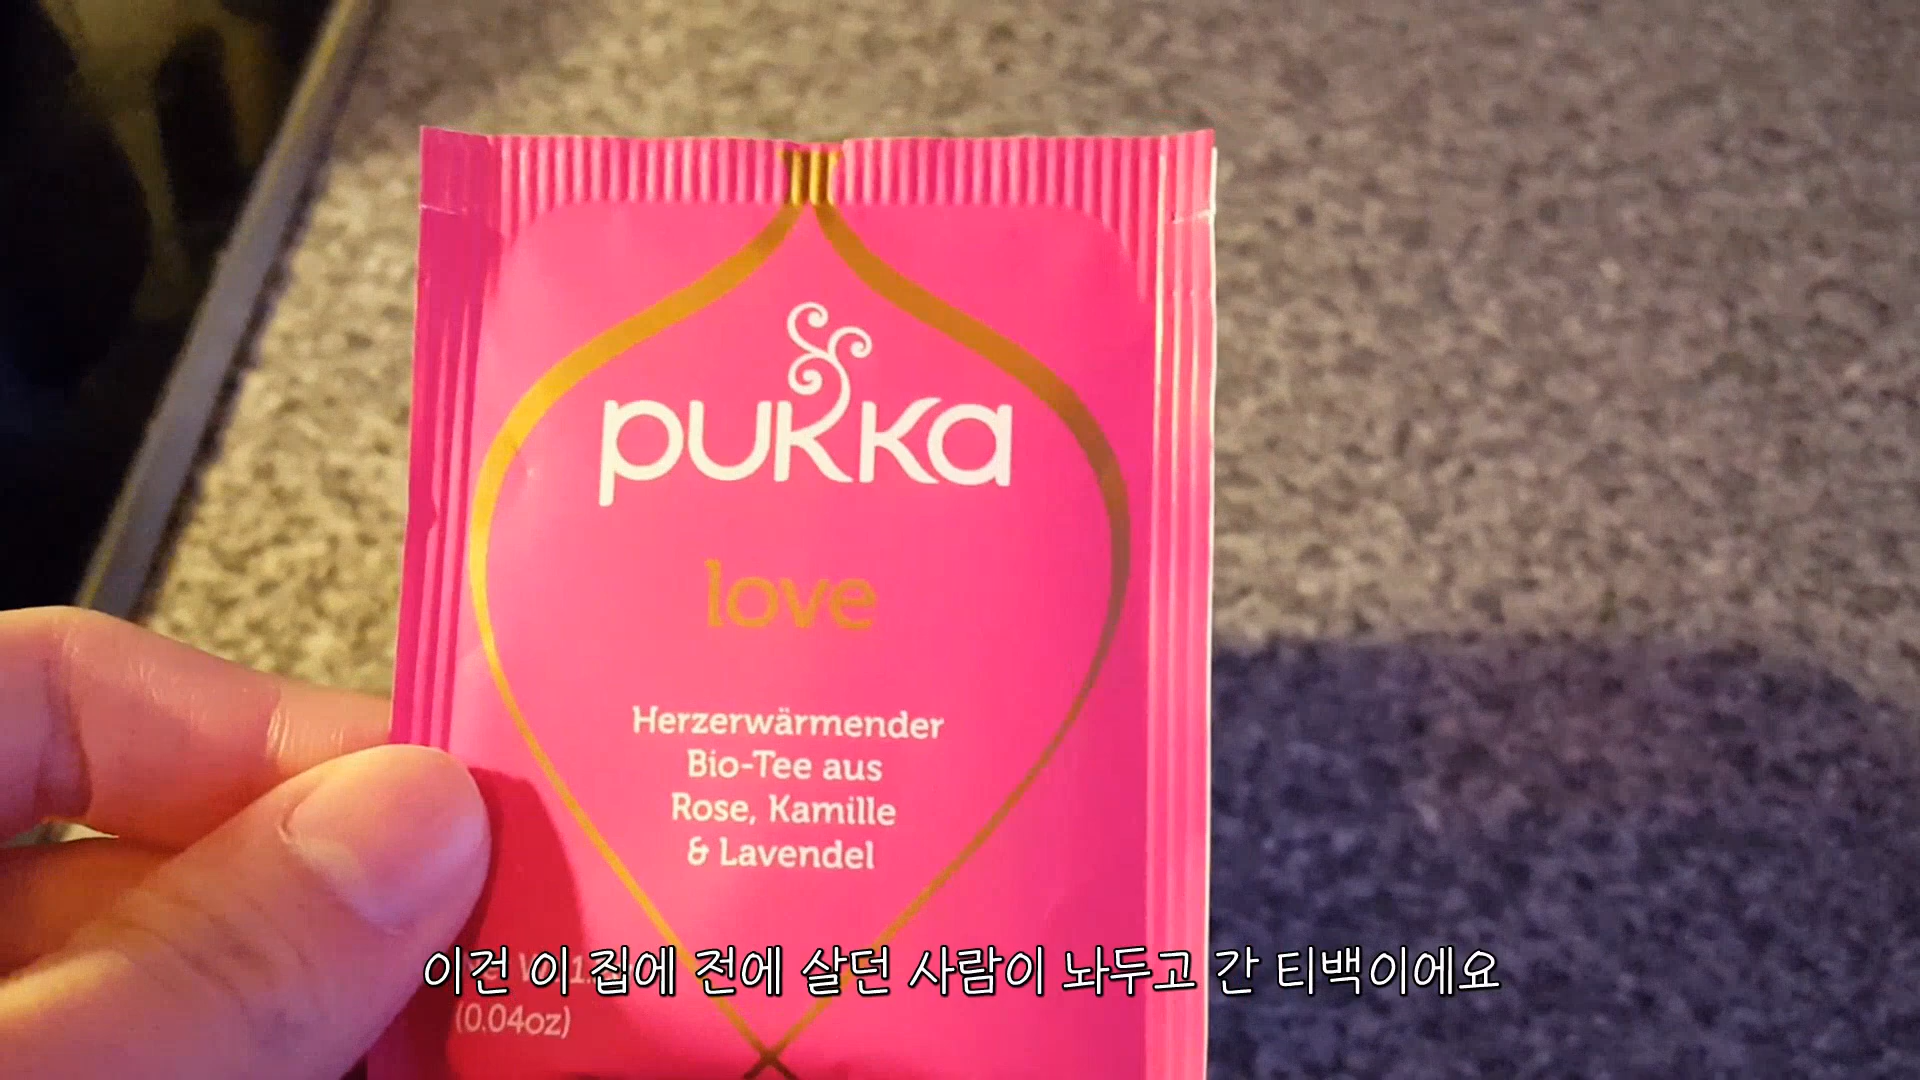 pukka
love
Herzerwärmender
Bio-Tee aus
Rose, Kamille
& Lavendel
(0.04oz)
이건 이 집에 전에 살던 사람이 놔두고 간 티백이에요